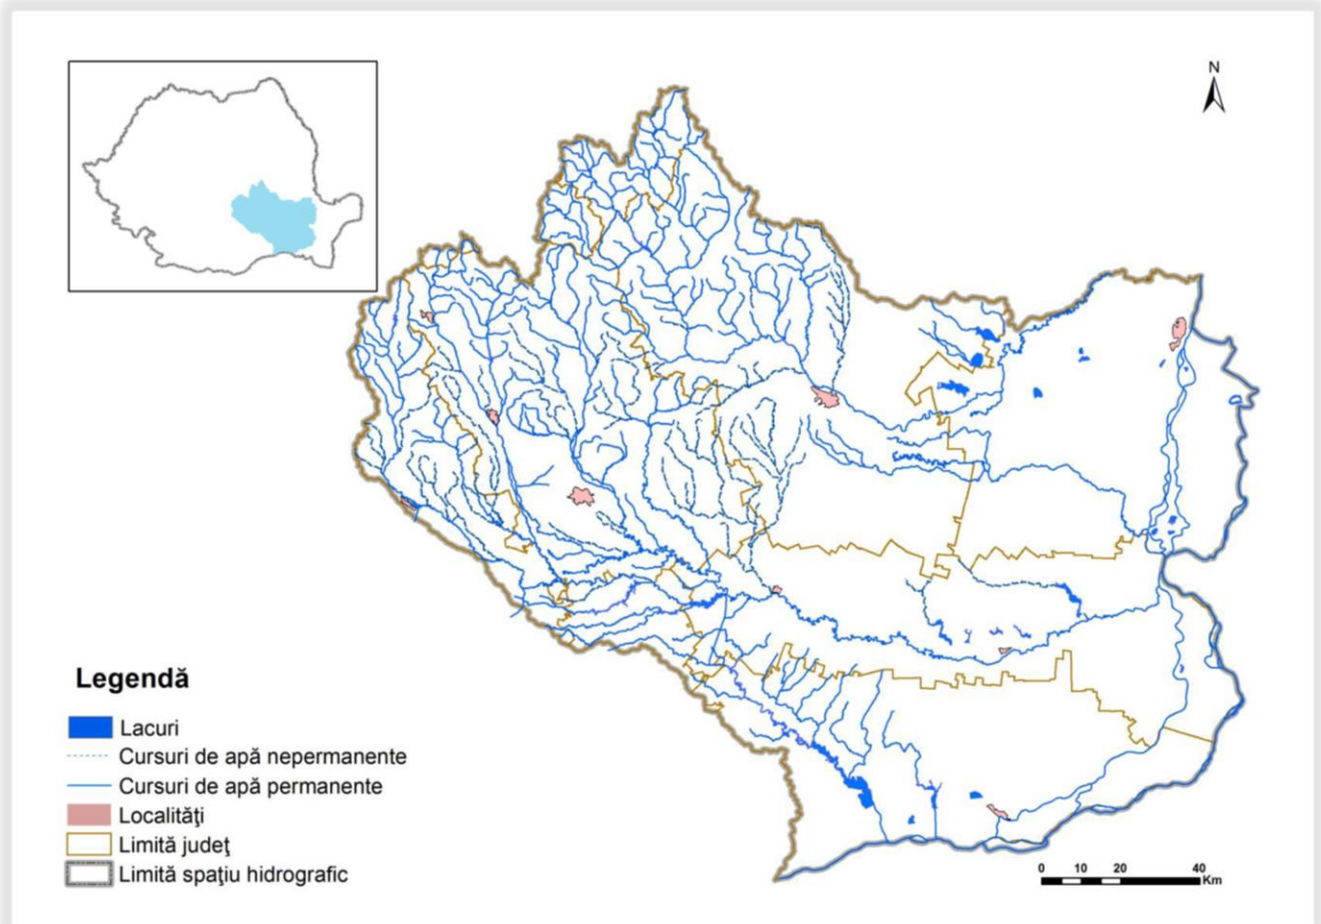 N
Legendă
Lacuri
Cursuri de apă nepermanente
Cursuri de apă permanente
Localităţi
Limită judeţ
Limită spaţiu hidrografic
0 10 20 40
Km